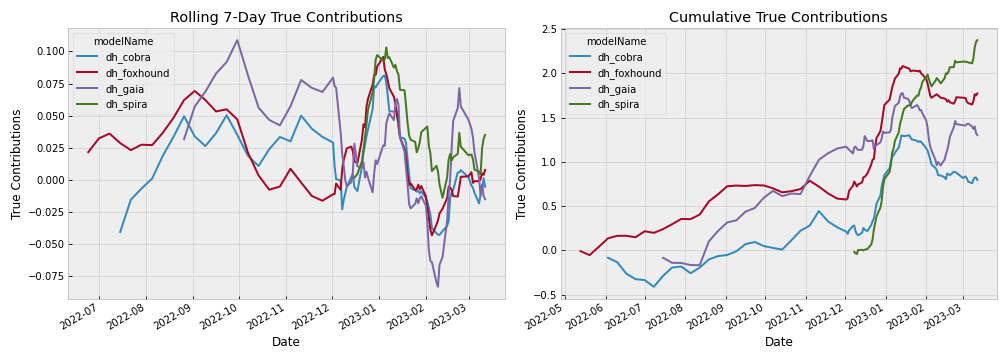 Rolling 7-Day True Contributions
modelName
dh_cobra
dh_foxhound
dh_gaia
dh_spira
0.100
0.075
0.050
0.025
0.000
−0.025
−0.050
−0.075
True Contributions
2022-07
2022-08
2022-09
2022-10
2022-11
2022-12
2023-01
2023-02
2023-03
Date
Cumulative True Contributions
modelName
dh_cobra
dh_foxhound
dh_gaia
dh_spira
2.5
2.0
1.5
1.0
0.5
0.0
−0.5
True Contributions
2022-05
2022-06
2022-07
2022-08
2022-09
2022-10
2022-11
2022-12
2023-01
2023-02
2023-03
Date